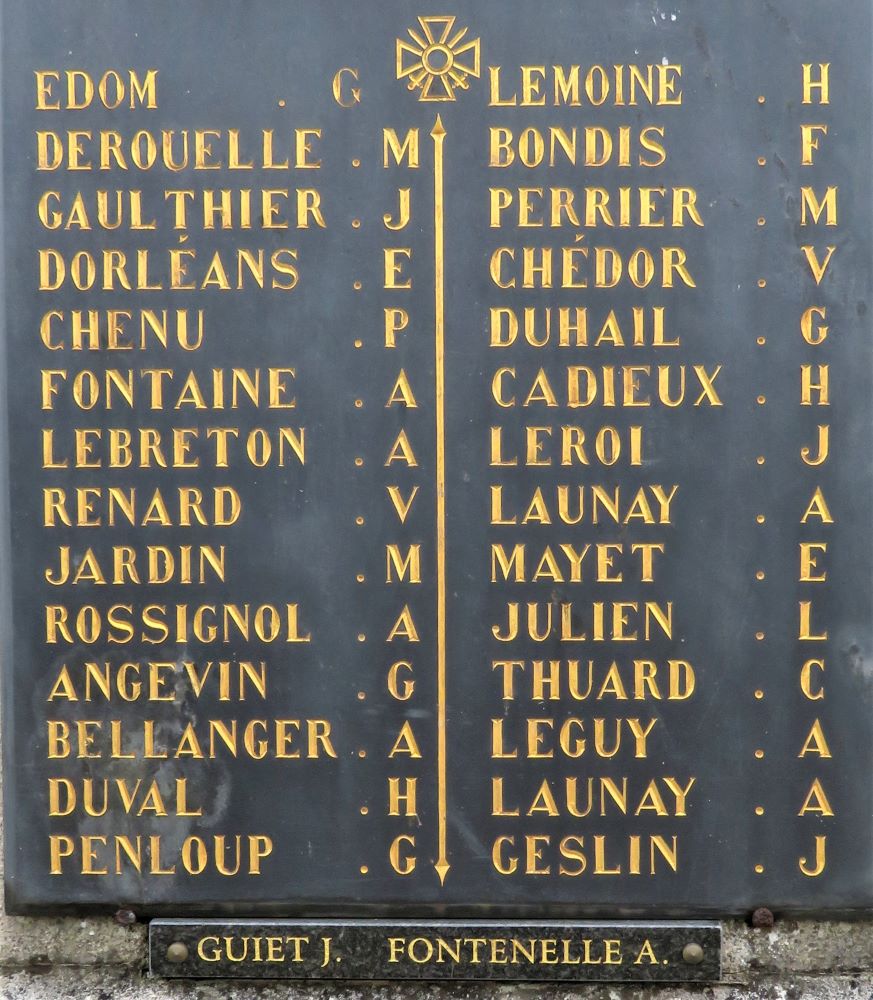 EDOM . G
DEROUELLE . M
GAULTHIER . J
DORLÉANS . E
CHENU . P
FONTAINE . A
LEBRETON . A
RENARD . V
JARDIN . M
ROSSIGNOL . A
ANGEVIN . G
BELLANGER . A
DUVAL . H
PENLOUP . G
LEMOINE . H
BONDIS . F
PERRIER . M
CHÉDOR . V
DUHAIL . G
CADIEUX . H
LEROI . J
LAUNAY . A
MAYET . E
JULIEN . L
THUARD . C
LEGUY . A
LAUNAY . A
GESLIN . J
GUIET J. FONTENELLE A.